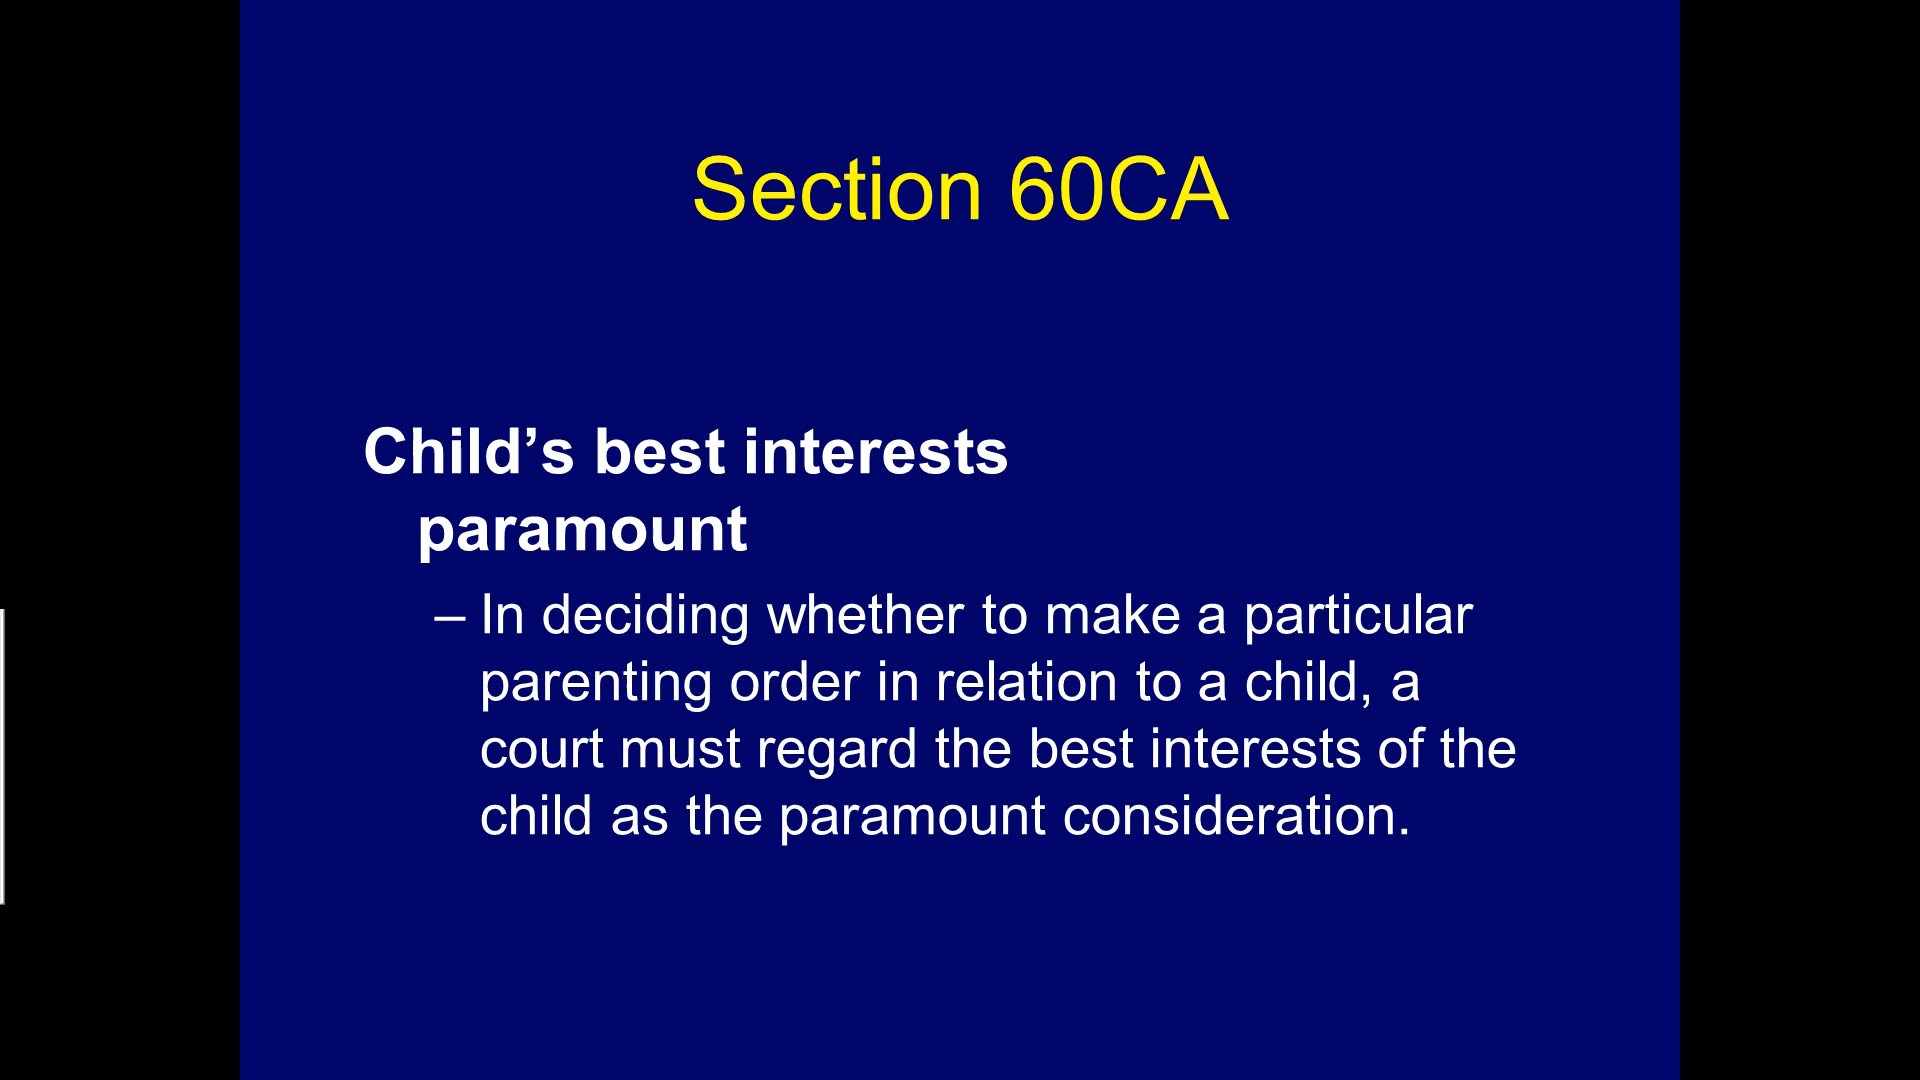 Section 60CA
Child’s best interests
paramount
– In deciding whether to make a particular
parenting order in relation to a child, a
court must regard the best interests of the
child as the paramount consideration.